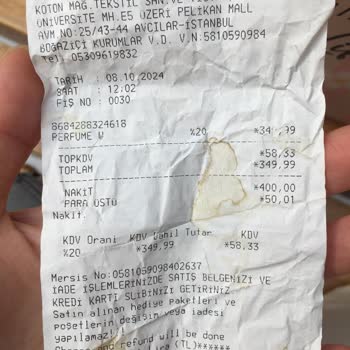 KOTON MAĞ.TEKSTİL SAN.VE
ÜNİVERSİTE MH.E5 ÜZERİ PELİKAN MALL
AVM NO:25/43-44 AVCILAR-İSTANBUL
BOĞAZİÇİ KURUMLAR V.D. V.N:5810590984
Tel: 05309619832
TARİH : 08.10.2024
SAAT : 12:02
FİŞ NO : 0030
8684288324618
PERFUME W %20
TOPKDV *58,33
TOPLAM *349,99
NAKİT *400,00
PARA ÜSTÜ *50,01
Nakit
KDV Oranı KDV Dahil Tutar KDV
%20 *349,99 *58,33
Mersis No:0581059098402637
İADE İŞLEMLERİNİZDE SATIŞ BELGENİZİ VE
KREDİ KARTI SLİBİNİZİ GETİRİNİZ
Satın alınan hediye paketleri ve
poşetlerin değişim veya iadesi
yapılamaz!
and refund will be done
(TL)******